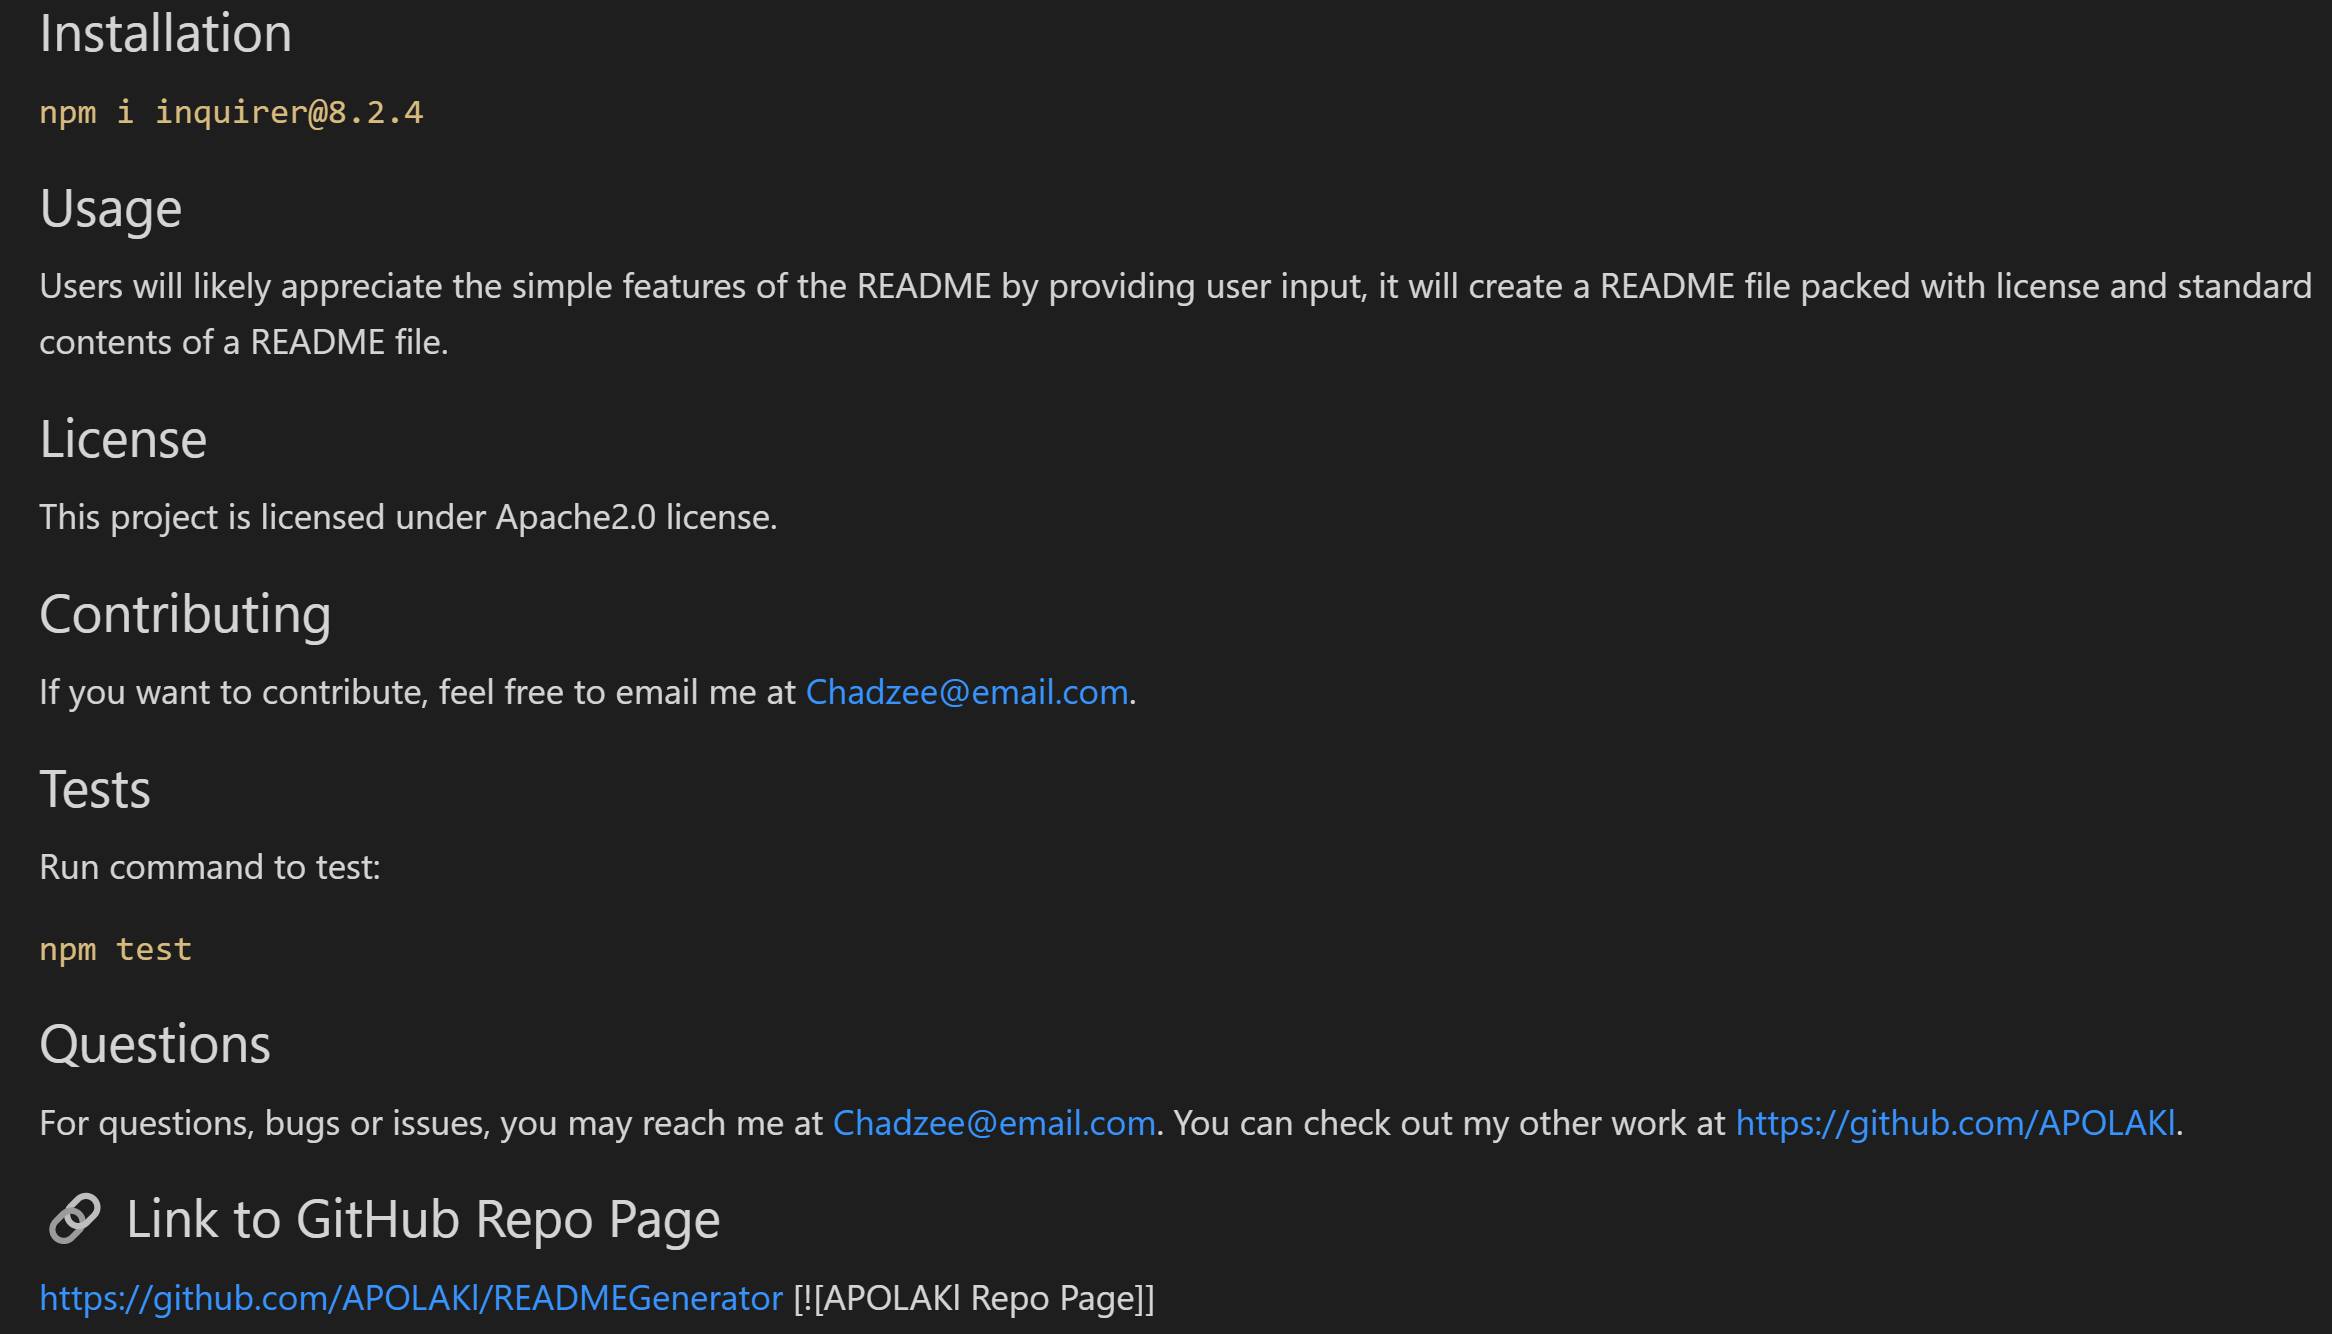 Installation
npm i inquirer@8.2.4
Usage
Users will likely appreciate the simple features of the README by providing user input, it will create a README file packed with license and standard
contents of a README file.
License
This project is licensed under Apache2.0 license.
Contributing
If you want to contribute, feel free to email me at Chadzee@email.com.
Tests
Run command to test:
npm test
Questions
For questions, bugs or issues, you may reach me at Chadzee@email.com. You can check out my other work at https://github.com/APOLAKl.
🔗 Link to GitHub Repo Page
https://github.com/APOLAKl/READMEGenerator [![APOLAKl Repo Page]]